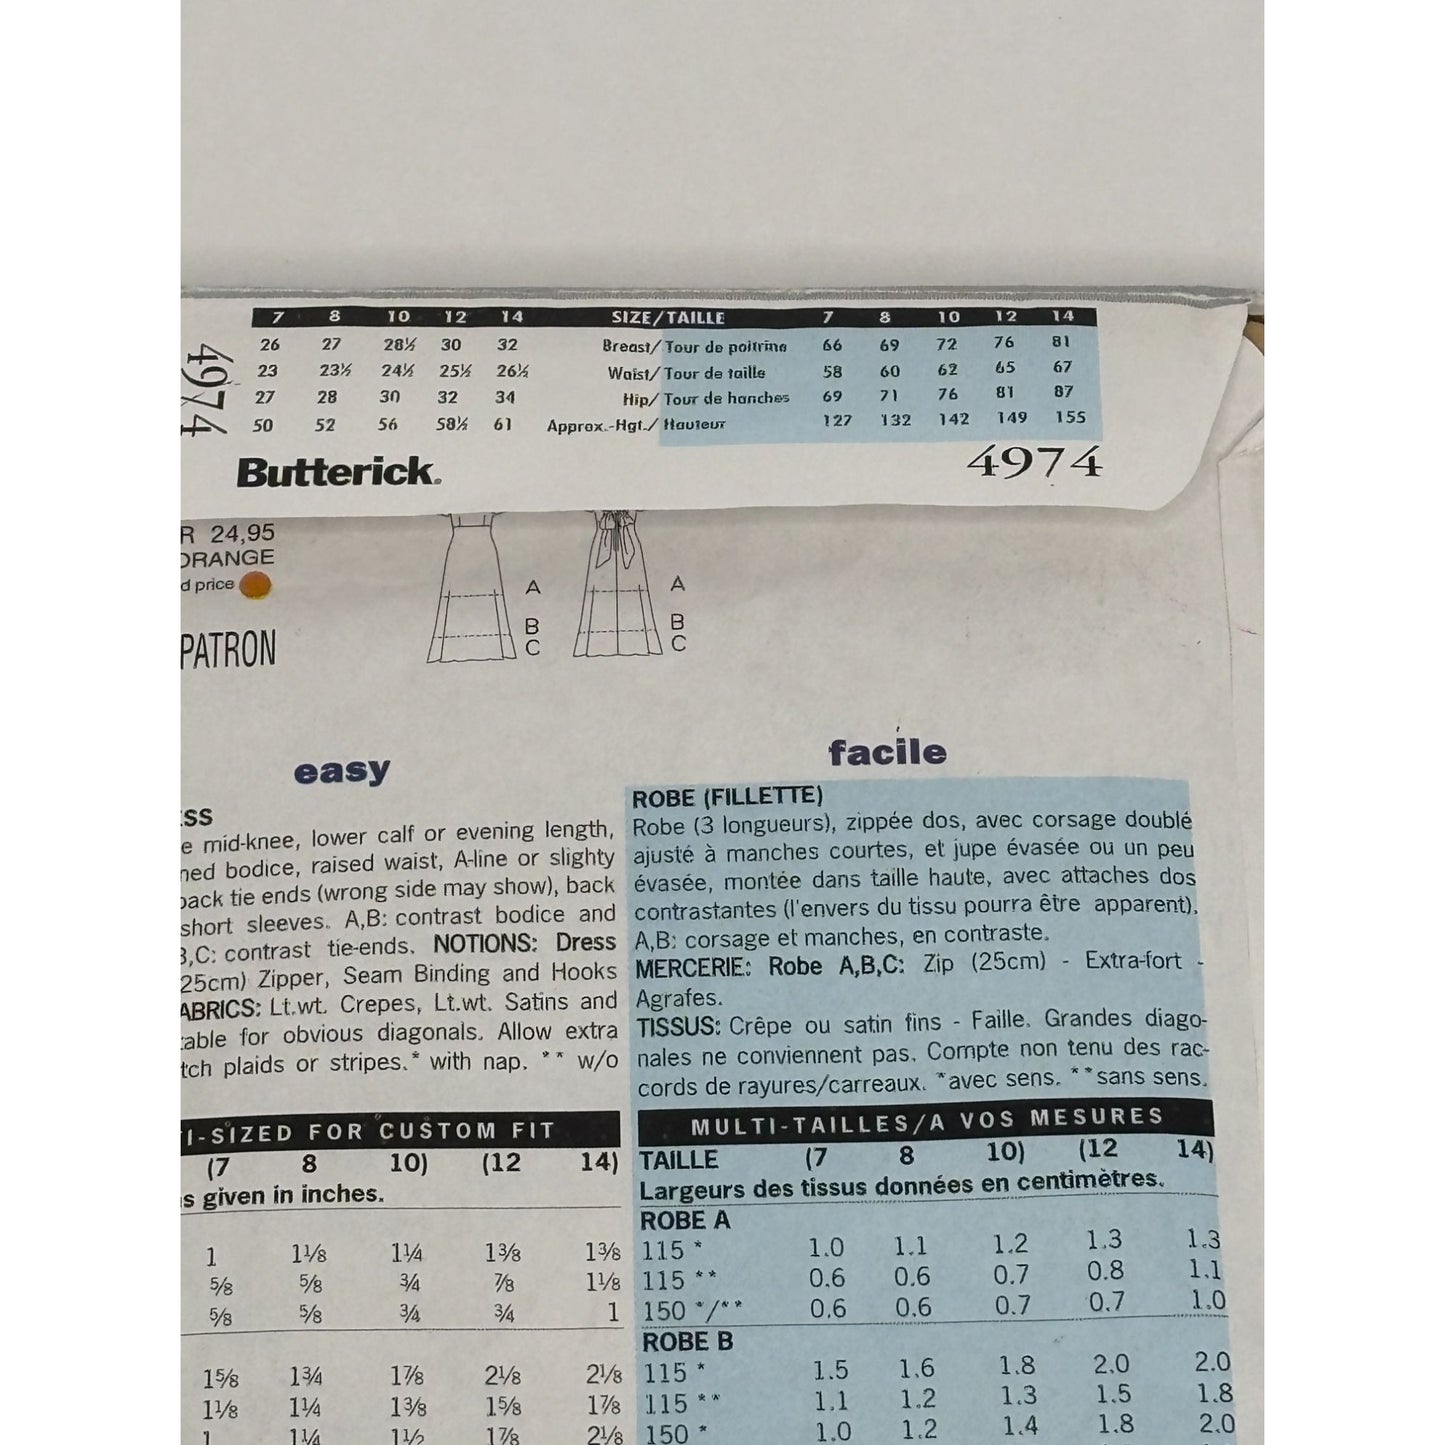 7 8 10 12 14 SIZE/TAILLE 7 8 10 12 14
26 27 28½ 30 32 Breast/Tour de poitrine 66 69 72 76 81
23 23½ 24½ 25½ 26½ Waist/Tour de taille 58 60 62 65 67
27 28 30 32 34 Hip/Tour de hanches 69 71 76 81 87
50 52 56 58½ 61 Approx.-Hgt./Hauteur 127 132 142 149 155
4974
Butterick. 4974
R 24,95
ORANGE
d price
PATRON
A
B
C
A
B
C
easy
SS
e mid-knee, lower calf or evening length,
ned bodice, raised waist, A-line or slighty
back tie ends (wrong side may show), back
short sleeves. A,B: contrast bodice and
B,C: contrast tie-ends. NOTIONS: Dress
25cm) Zipper, Seam Binding and Hooks
ABRICS: Lt.wt. Crepes, Lt.wt. Satins and
table for obvious diagonals. Allow extra
tch plaids or stripes.* with nap. ** w/o
I-SIZED FOR CUSTOM FIT
(7 8 10) (12 14)
s given in inches.
1 1⅛ 1¼ 1⅜ 1⅜
⅝ ⅝ ¾ ⅞ 1⅛
⅝ ⅝ ¾ ¾ 1
1⅝ 1¾ 1⅞ 2⅛ 2⅛
1⅛ 1¼ 1⅜ 1⅝ 1⅞
1 1¼ 1½ 1⅞ 2⅛
facile
ROBE (FILLETTE)
Robe (3 longueurs), zippée dos, avec corsage doublé
ajusté à manches courtes, et jupe évasée ou un peu
évasée, montée dans taille haute, avec attaches dos
contrastantes (l'envers du tissu pourra être apparent).
A,B: corsage et manches, en contraste.
MERCERIE: Robe A,B,C: Zip (25cm) - Extra-fort -
Agrafes.
TISSUS: Crêpe ou satin fins - Faille. Grandes diago-
nales ne conviennent pas. Compte non tenu des rac-
cords de rayures/carreaux. *avec sens. **sans sens.
MULTI-TAILLES/A VOS MESURES
TAILLE (7 8 10) (12 14)
Largeurs des tissus données en centimètres.
ROBE A
115 * 1.0 1.1 1.2 1.3 1.3
115 ** 0.6 0.6 0.7 0.8 1.1
150 */** 0.6 0.6 0.7 0.7 1.0
ROBE B
115 * 1.5 1.6 1.8 2.0 2.0
115 ** 1.1 1.2 1.3 1.5 1.8
150 * 1.0 1.2 1.4 1.8 2.0